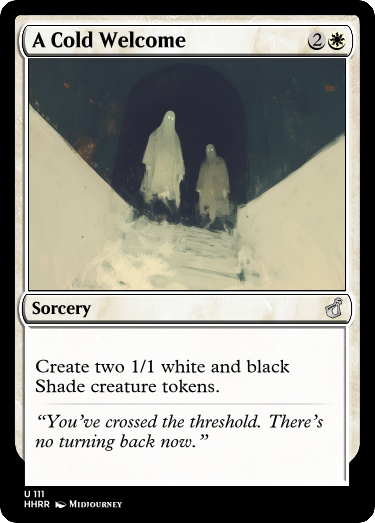 A Cold Welcome 2
Sorcery
Create two 1/1 white and black
Shade creature tokens.
“You’ve crossed the threshold. There’s
no turning back now.”
U 111
HHRR Midjourney